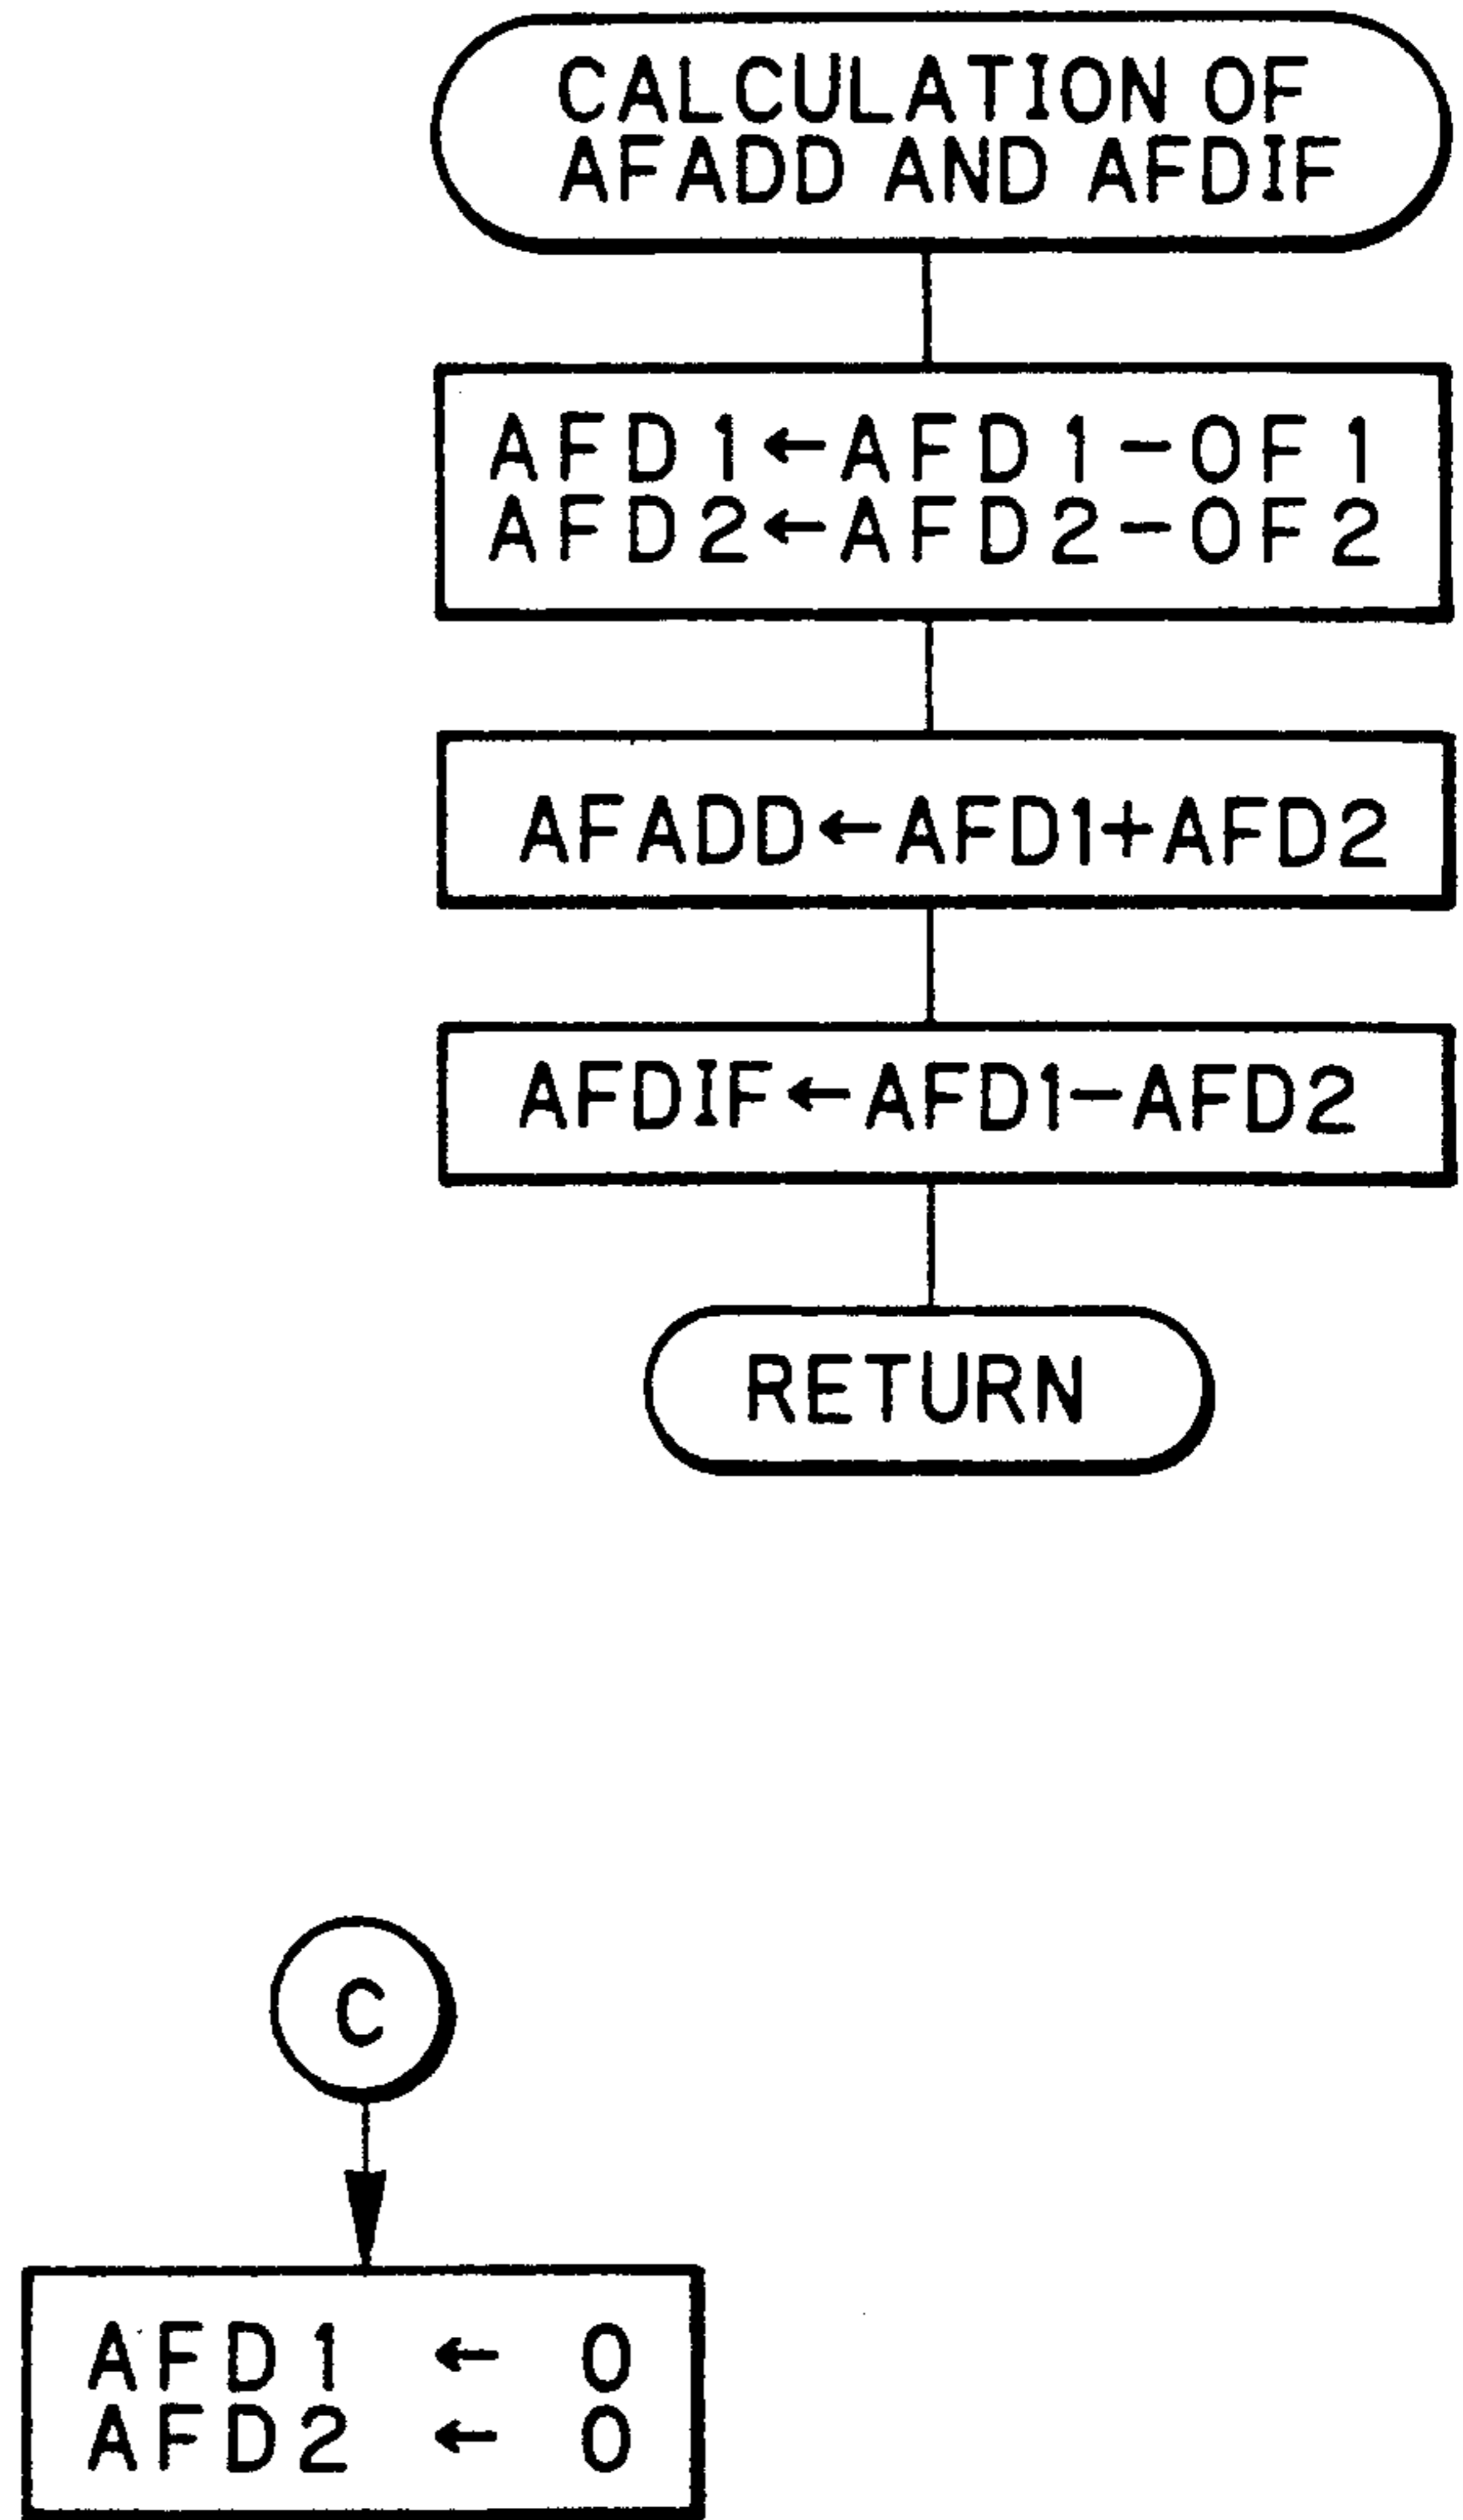 CALCULATION OF
AFADD AND AFDIF
AFD1←AFD1-OF1
AFD2←AFD2-OF2
AFADD←AFD1+AFD2
AFDIF←AFD1-AFD2
RETURN
C
AFD1 ← 0
AFD2 ← 0